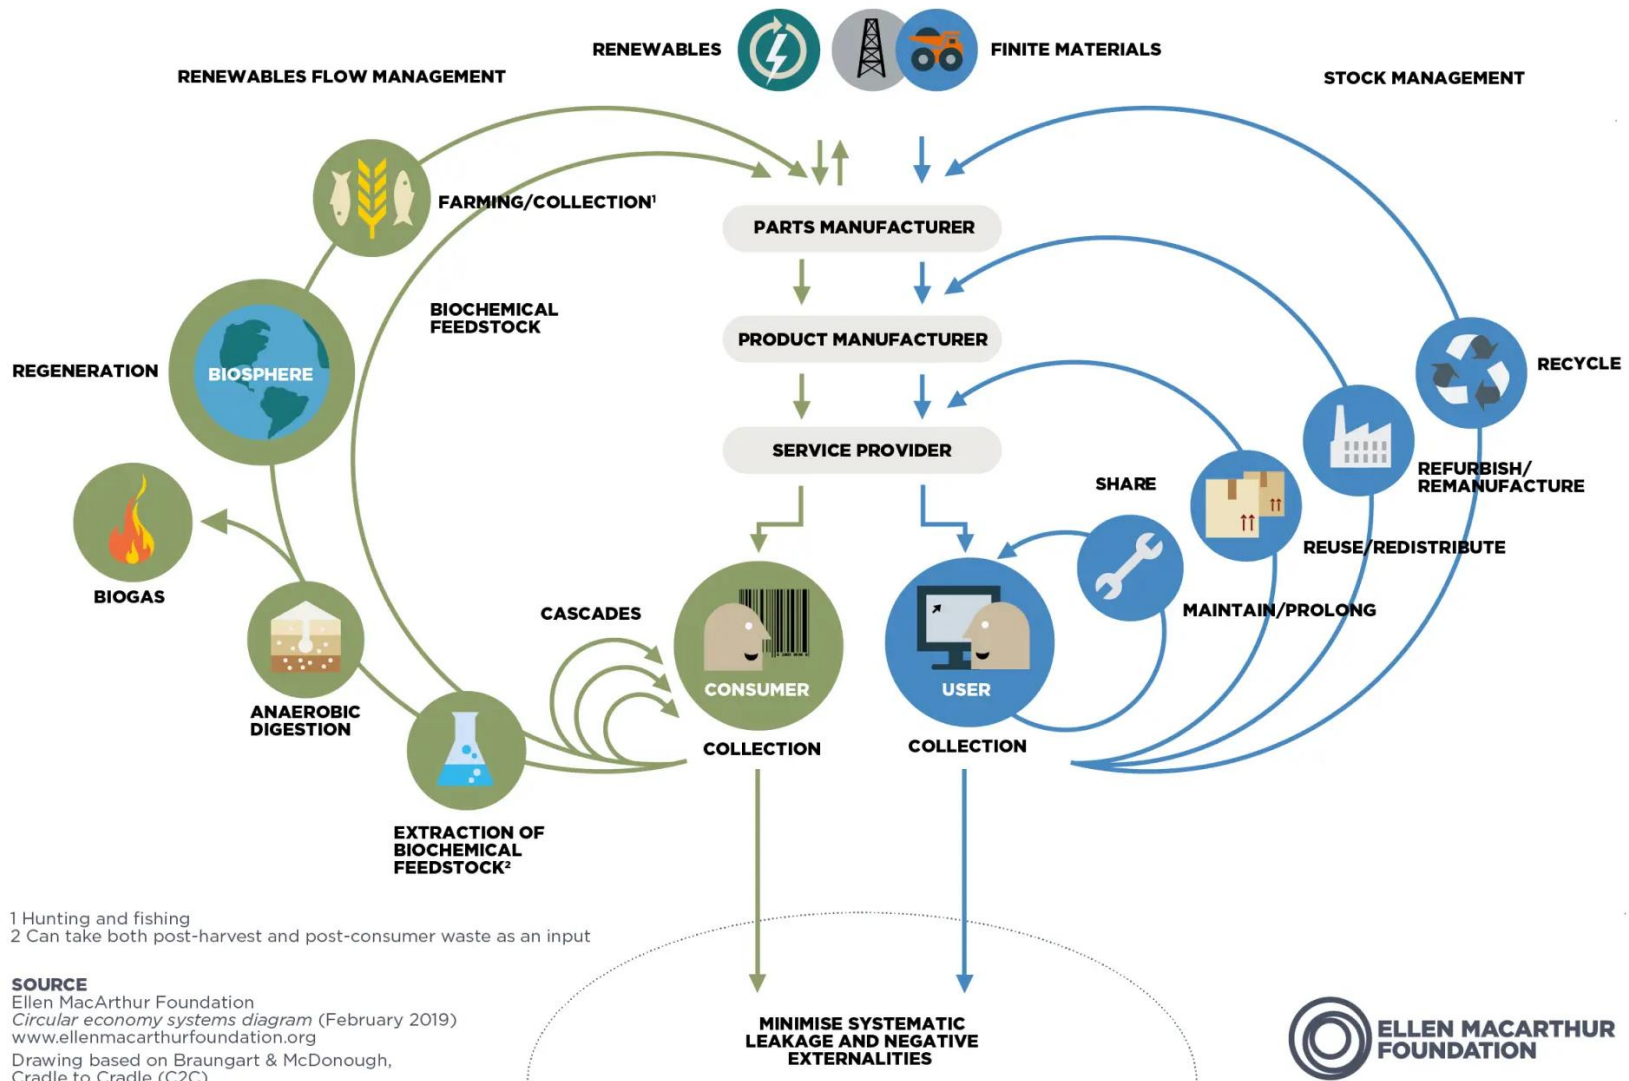 RENEWABLES
FINITE MATERIALS
RENEWABLES FLOW MANAGEMENT
STOCK MANAGEMENT
FARMING/COLLECTION¹
PARTS MANUFACTURER
BIOCHEMICAL
FEEDSTOCK
PRODUCT MANUFACTURER
REGENERATION
BIOSPHERE
RECYCLE
SERVICE PROVIDER
REFURBISH/
REMANUFACTURE
SHARE
REUSE/REDISTRIBUTE
BIOGAS
MAINTAIN/PROLONG
CASCADES
CONSUMER
USER
ANAEROBIC
DIGESTION
COLLECTION
COLLECTION
EXTRACTION OF
BIOCHEMICAL
FEEDSTOCK²
1 Hunting and fishing
2 Can take both post-harvest and post-consumer waste as an input
SOURCE
Ellen MacArthur Foundation
Circular economy systems diagram (February 2019)
www.ellenmacarthurfoundation.org
Drawing based on Braungart & McDonough,
Cradle to Cradle (C2C)
MINIMISE SYSTEMATIC
LEAKAGE AND NEGATIVE
EXTERNALITIES
ELLEN MACARTHUR
FOUNDATION